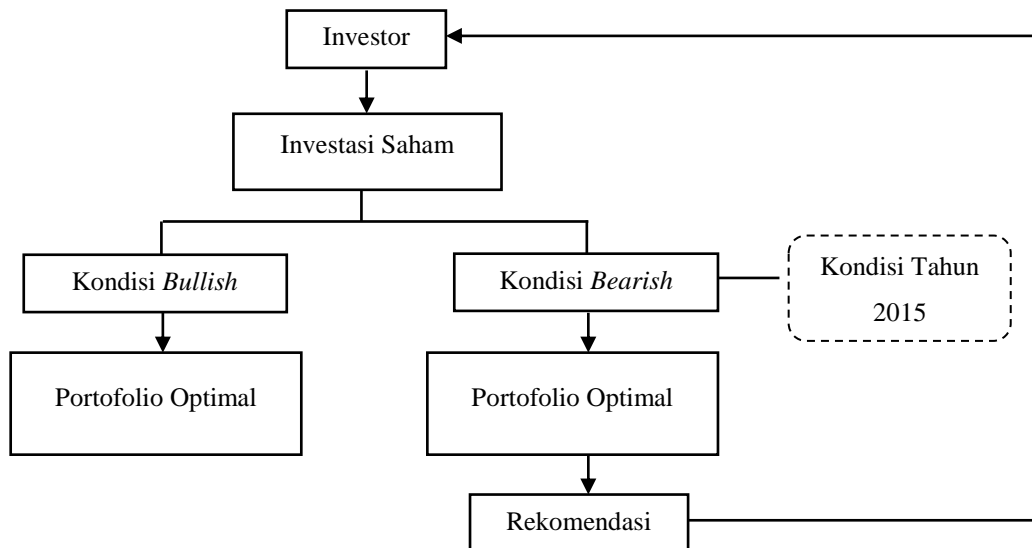 Investor
Investasi Saham
Kondisi Bullish
Kondisi Bearish
Kondisi Tahun
2015
Portofolio Optimal
Portofolio Optimal
Rekomendasi